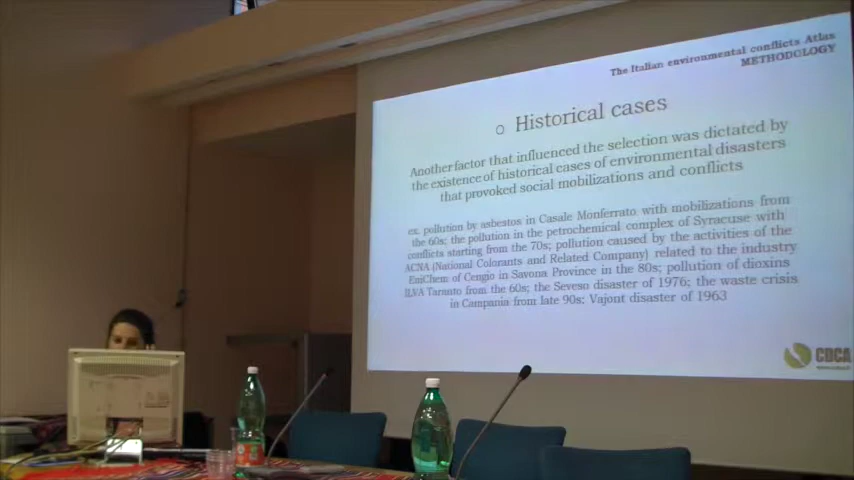 The Italian environmental conflicts Atlas
METHODOLOGY
Historical cases
Another factor that influenced the selection was dictated by
the existence of historical cases of environmental disasters
that provoked social mobilizations and conflicts
ex. pollution by asbestos in Casale Monferrato with mobilizations from
the 60s; the pollution in the petrochemical complex of Syracuse with
conflicts starting from the 70s; pollution caused by the activities of the
ACNA (National Colorants and Related Company) related to the industry
EniChem of Cengio in Savona Province in the 80s; pollution of dioxins
ILVA Taranto from the 60s; the Seveso disaster of 1976; the waste crisis
in Campania from late 90s; Vajont disaster of 1963
CDCA